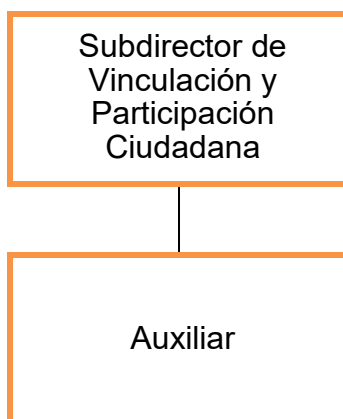 Subdirector de
Vinculación y
Participación
Ciudadana
Auxiliar